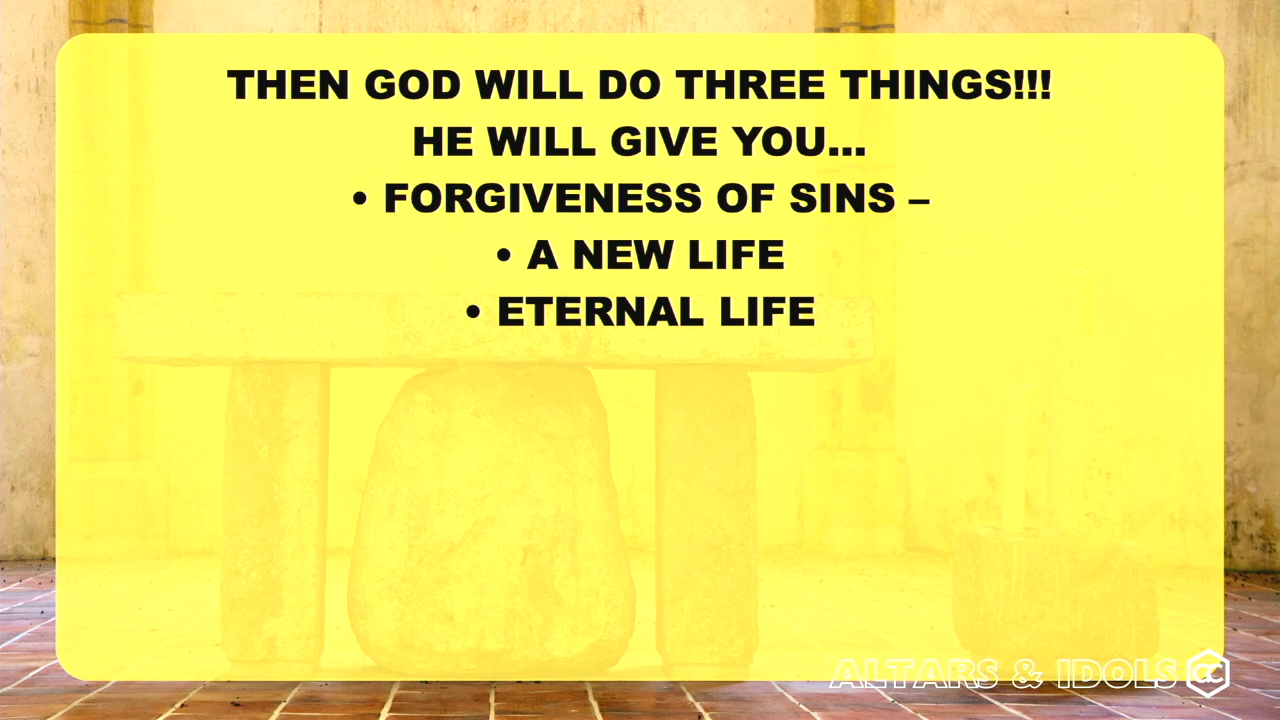 THEN GOD WILL DO THREE THINGS!!!
HE WILL GIVE YOU...
• FORGIVENESS OF SINS –
• A NEW LIFE
• ETERNAL LIFE
ALTARS & IDOLS